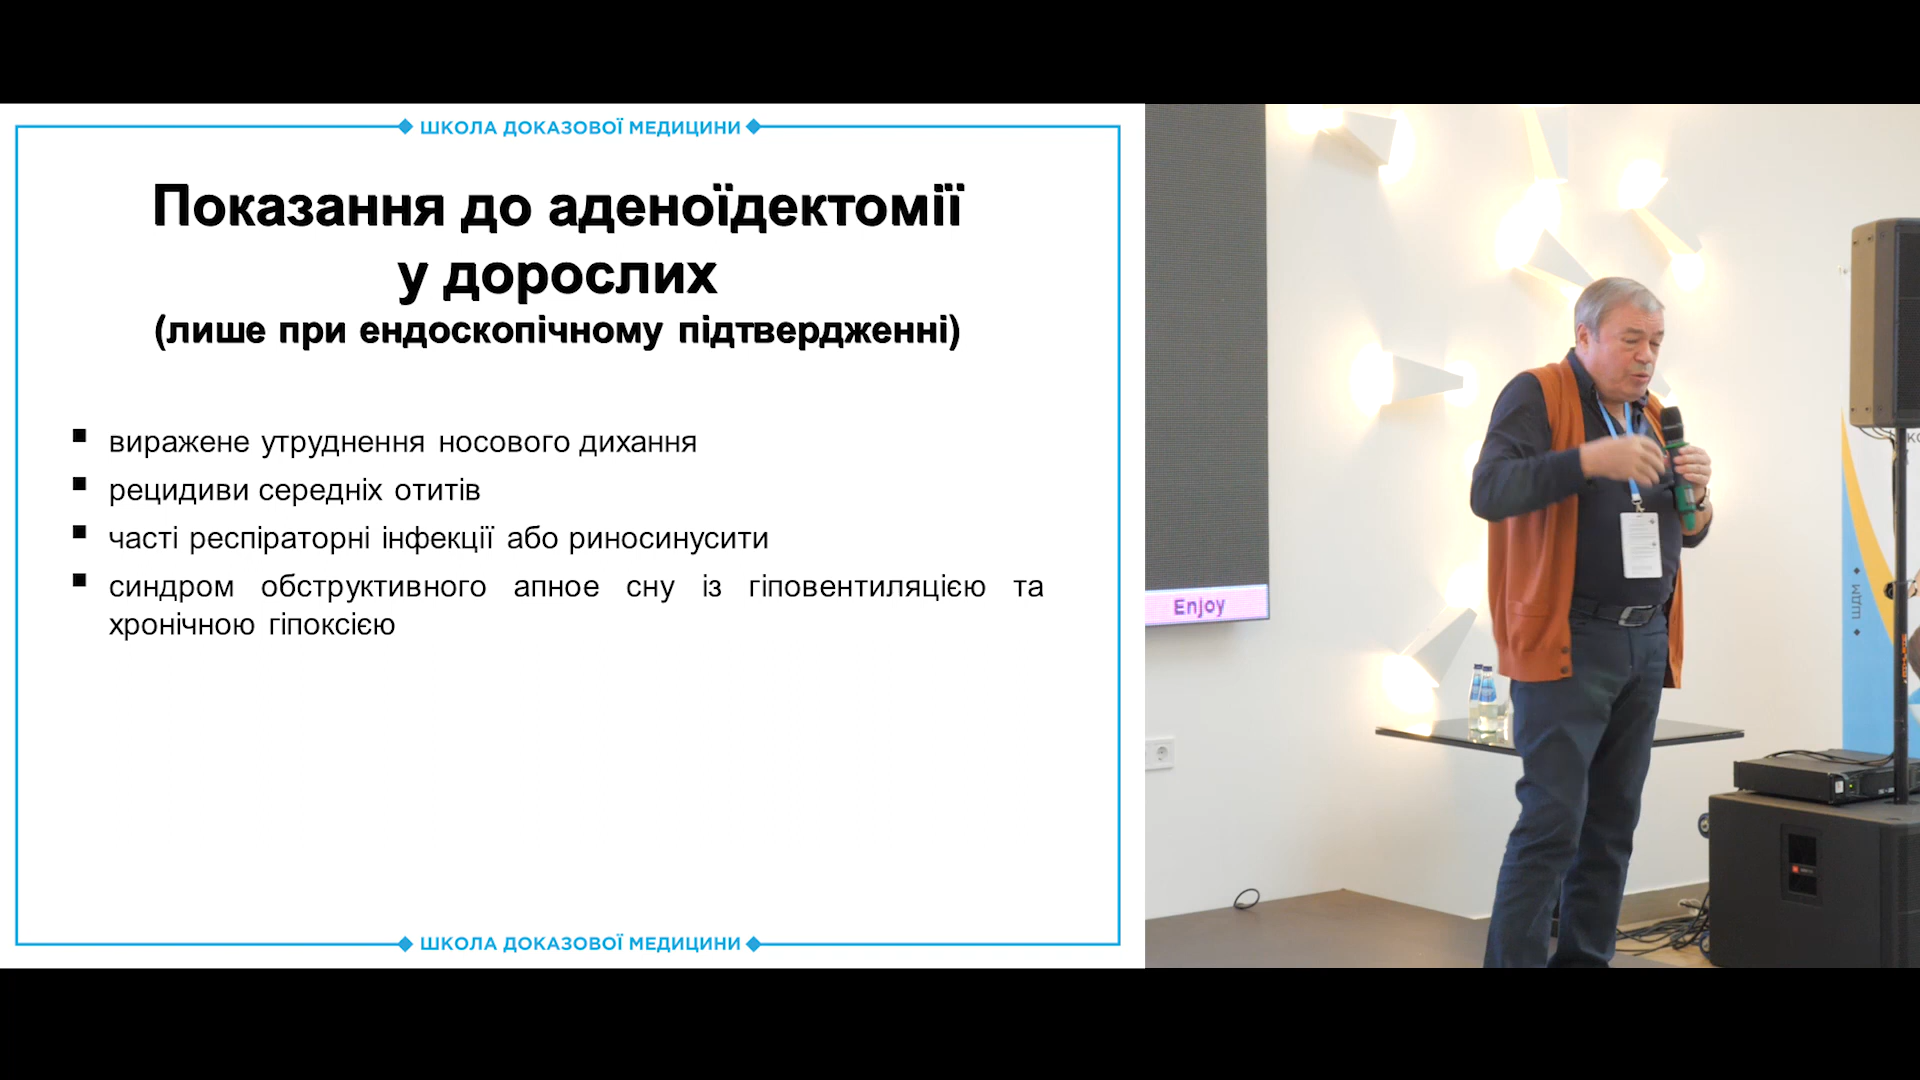 ШКОЛА ДОКАЗОВОЇ МЕДИЦИНИ
Показання до аденоїдектомії
у дорослих
(лише при ендоскопічному підтвердженні)
виражене утруднення носового дихання
рецидиви середніх отитів
часті респіраторні інфекції або риносинусити
синдром обструктивного апное сну із гіповентиляцією та
хронічною гіпоксією
ШКОЛА ДОКАЗОВОЇ МЕДИЦИНИ
Enjoy
ШДМ